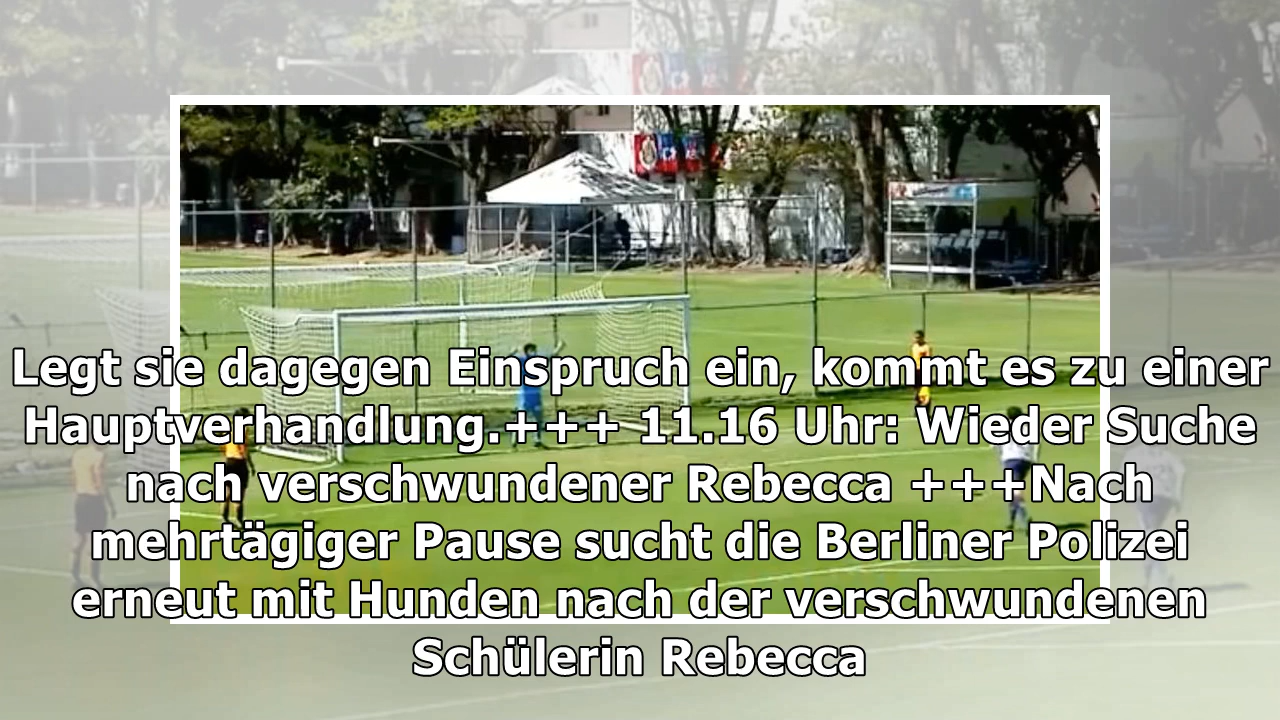 Legt sie dagegen Einspruch ein, kommt es zu einer
Hauptverhandlung.+++ 11.16 Uhr: Wieder Suche
nach verschwundener Rebecca +++Nach
mehrtägiger Pause sucht die Berliner Polizei
erneut mit Hunden nach der verschwundenen
Schülerin Rebecca